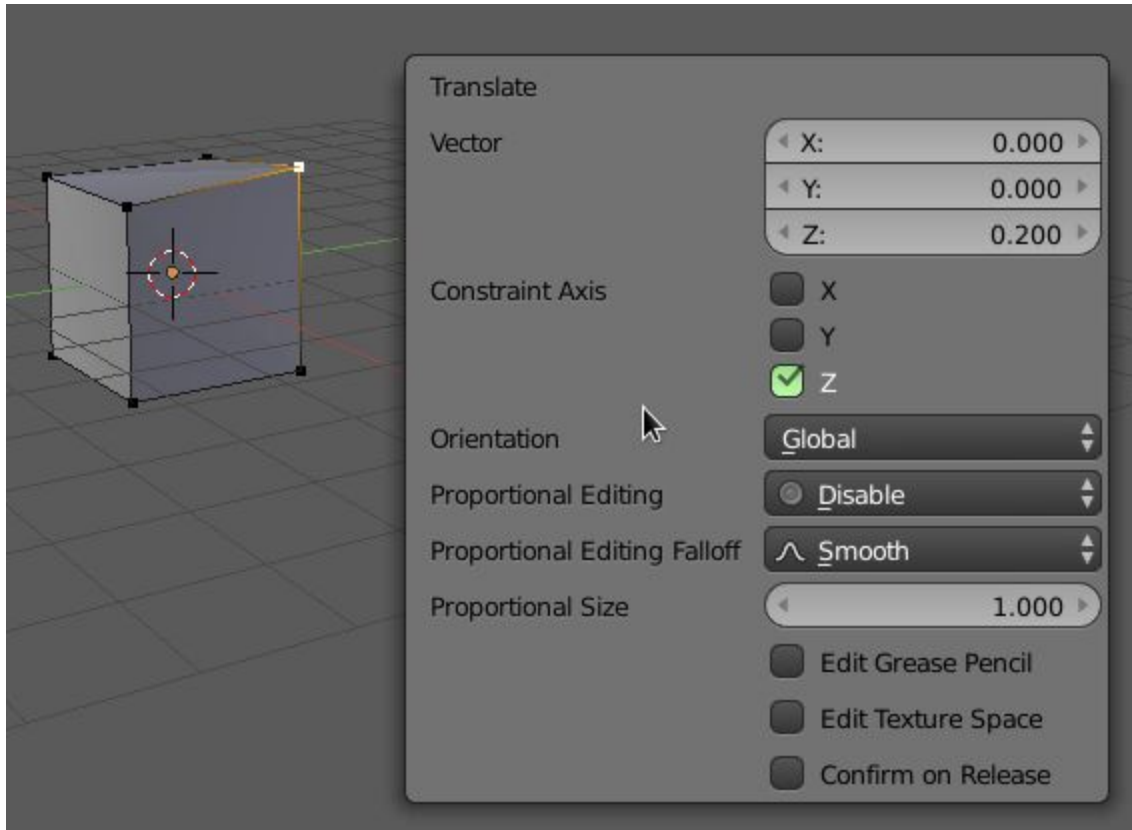 Translate
Vector X: 0.000
Y: 0.000
Z: 0.200
Constraint Axis X
Y
Z
Orientation Global
Proportional Editing Disable
Proportional Editing Falloff Smooth
Proportional Size 1.000
Edit Grease Pencil
Edit Texture Space
Confirm on Release